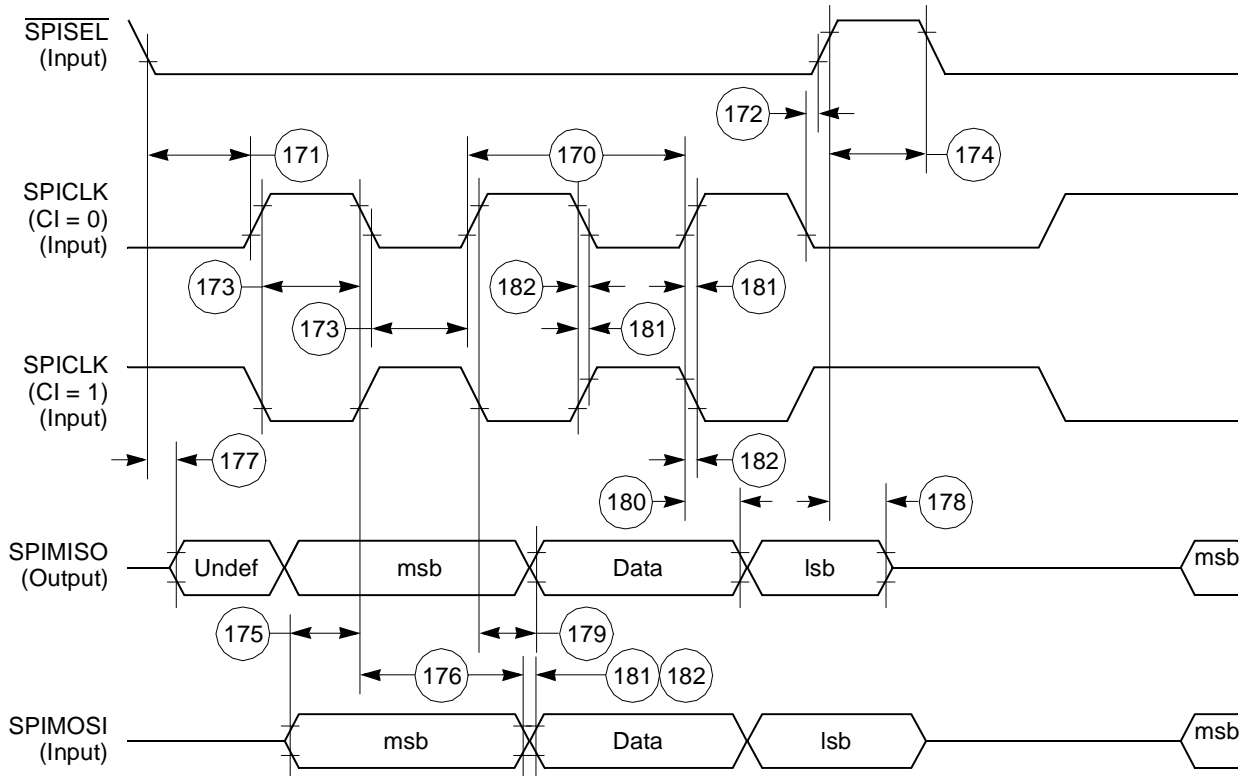 SPISEL
(Input)
172
171
170
174
SPICLK
(CI = 0)
(Input)
173
182
181
173
181
SPICLK
(CI = 1)
(Input)
177
182
180
178
SPIMISO
(Output)
Undef
msb
Data
lsb
msb
175
179
176
181
182
SPIMOSI
(Input)
msb
Data
lsb
msb